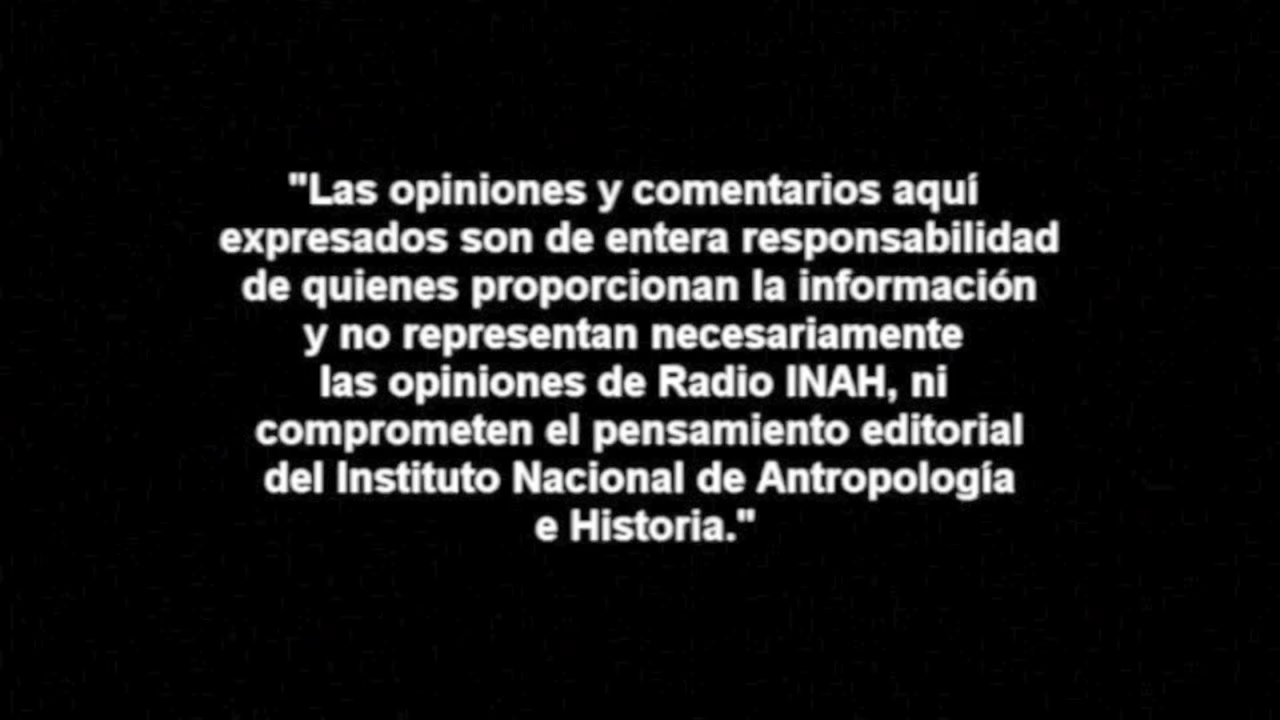 "Las opiniones y comentarios aquí
expresados son de entera responsabilidad
de quienes proporcionan la información
y no representan necesariamente
las opiniones de Radio INAH, ni
comprometen el pensamiento editorial
del Instituto Nacional de Antropología
e Historia."